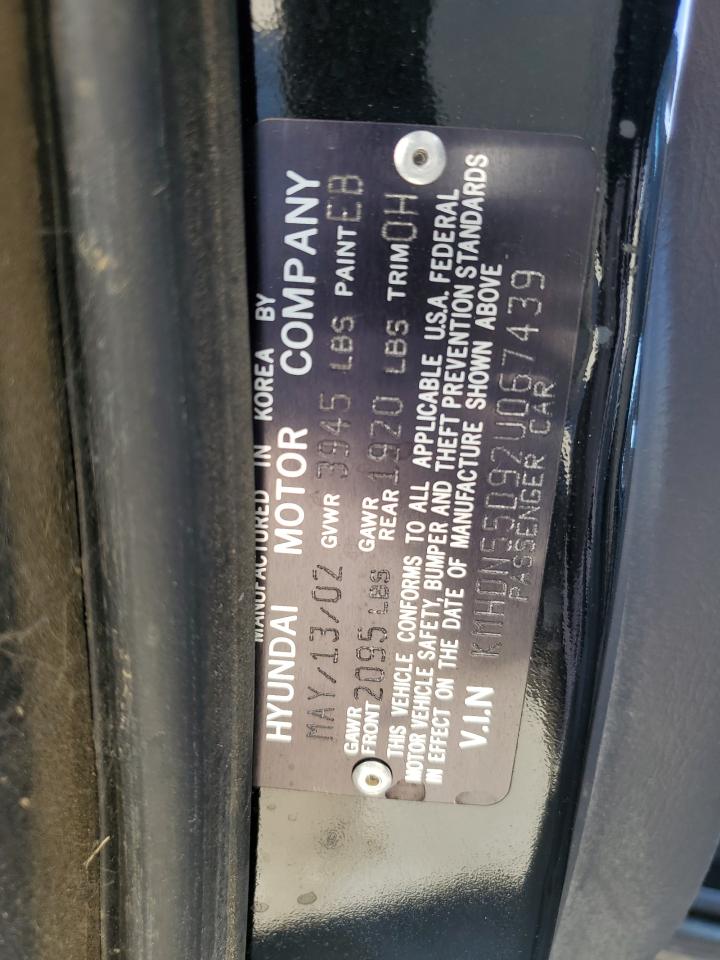 MANUFACTURED IN KOREA BY
HYUNDAI MOTOR COMPANY
MAY/13/02 GVWR 3945 LBS PAINT EB
GAWR FRONT 2095 LBS GAWR REAR 1920 LBS TRIM OH
THIS VEHICLE CONFORMS TO ALL APPLICABLE U.S.A. FEDERAL
MOTOR VEHICLE SAFETY, BUMPER AND THEFT PREVENTION STANDARDS
IN EFFECT ON THE DATE OF MANUFACTURE SHOWN ABOVE
V.I.N KMHDN55D92U067439
PASSENGER CAR